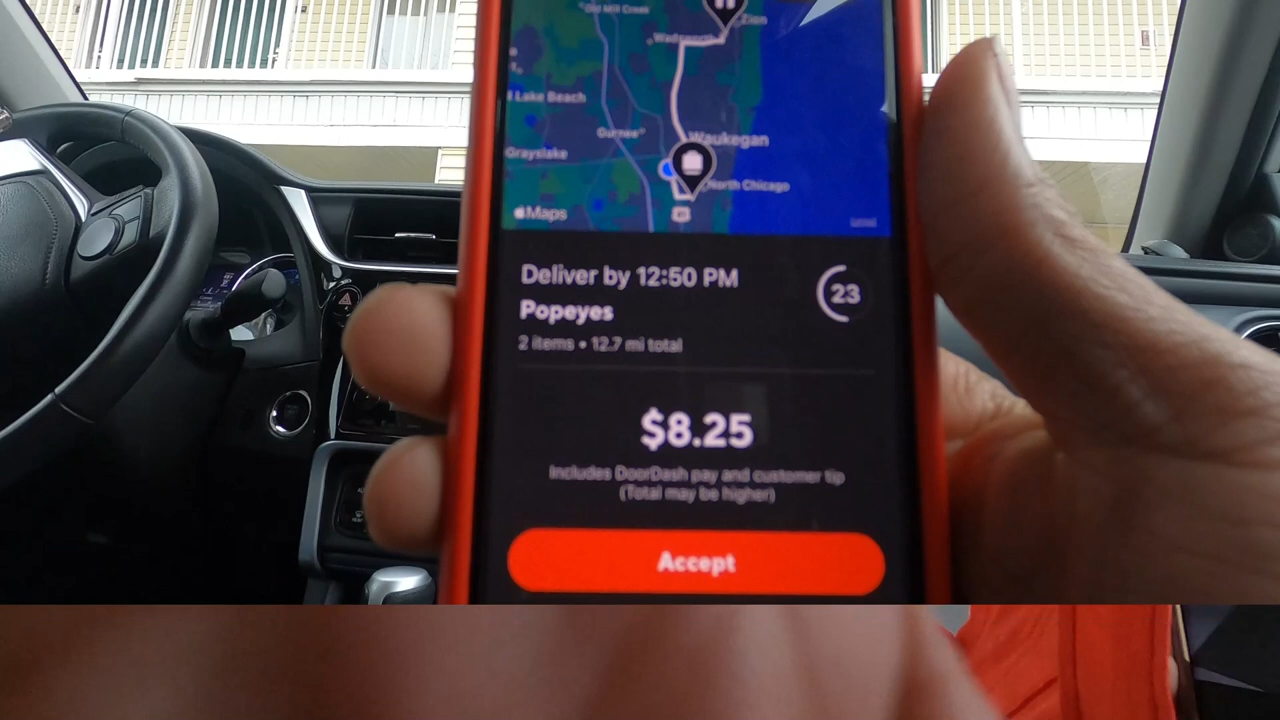 Old Mill Creek
Zion
Wadsworth
Lake Beach
Gurnee
Waukegan
Grayslake
North Chicago
Maps
Deliver by 12:50 PM
23
Popeyes
2 items • 12.7 mi total
$8.25
Includes DoorDash pay and customer tip
(Total may be higher)
Accept